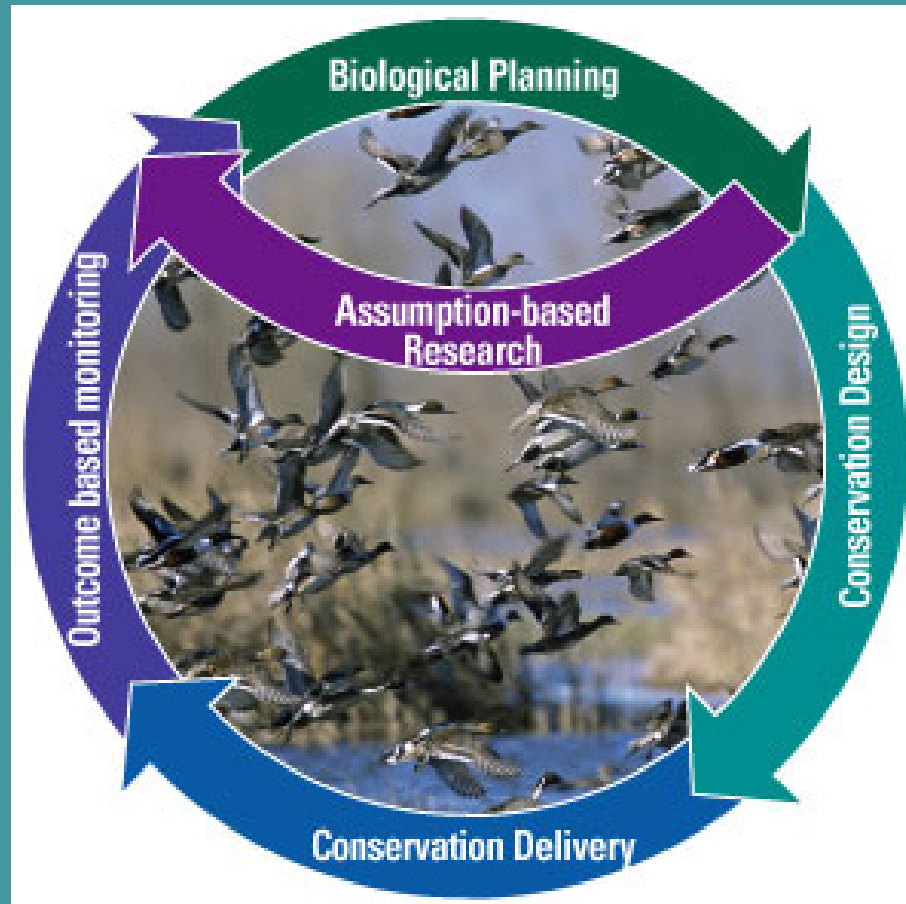 Biological Planning
Assumption-based
Research
Outcome based monitoring
Conservation Design
Conservation Delivery